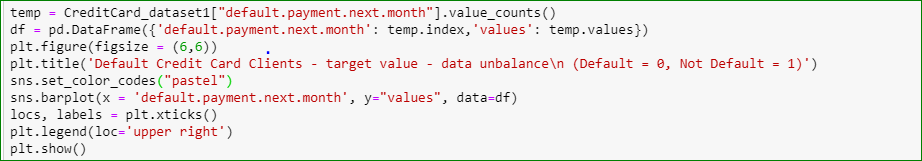 temp = CreditCard_dataset1["default.payment.next.month"].value_counts()
df = pd.DataFrame({'default.payment.next.month': temp.index,'values': temp.values})
plt.figure(figsize = (6,6))
plt.title('Default Credit Card Clients - target value - data unbalance\n (Default = 0, Not Default = 1)')
sns.set_color_codes("pastel")
sns.barplot(x = 'default.payment.next.month', y="values", data=df)
locs, labels = plt.xticks()
plt.legend(loc='upper right')
plt.show()